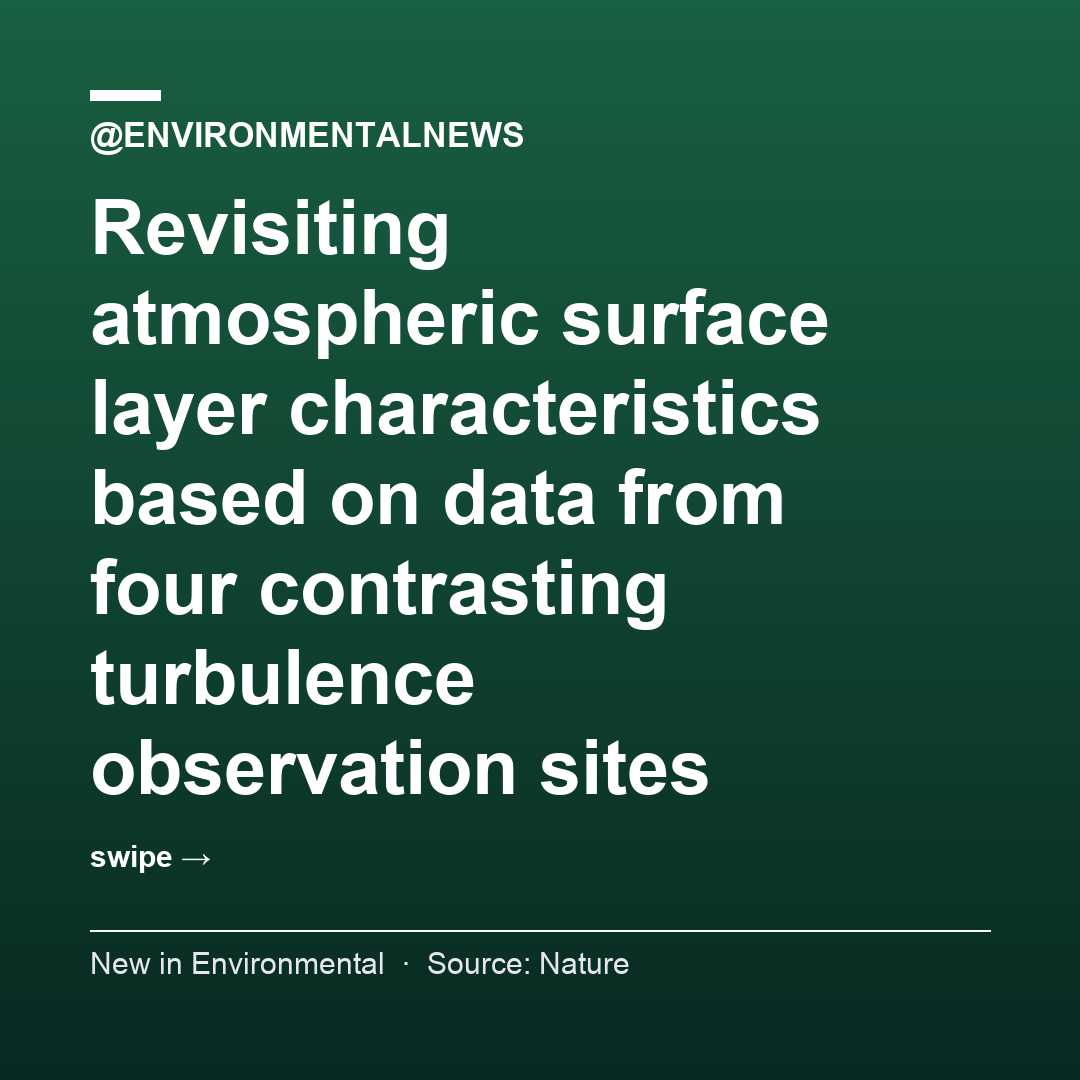 @ENVIRONMENTALNEWS
Revisiting
atmospheric surface
layer characteristics
based on data from
four contrasting
turbulence
observation sites
swipe →
New in Environmental · Source: Nature